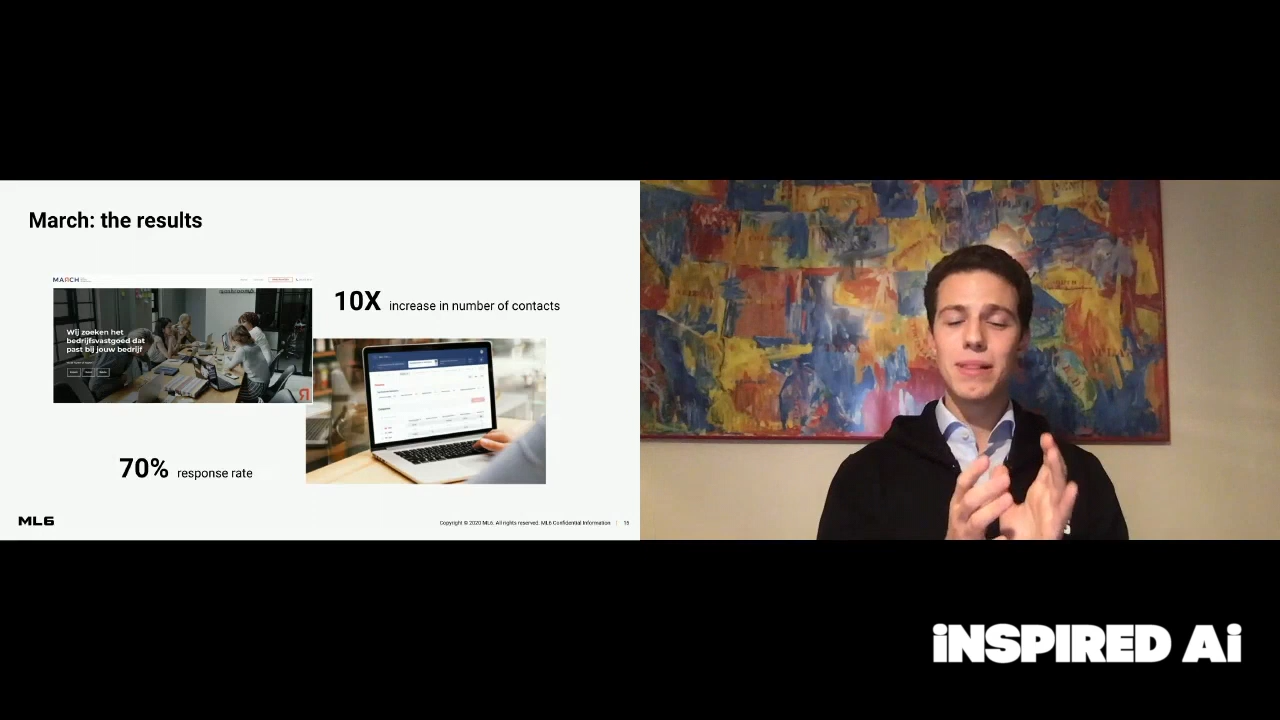 March: the results
MARCH
10X increase in number of contacts
Wij zoeken het
bedrijfsvastgoed dat
past bij jouw bedrijf
70% response rate
ML6
Copyright © 2020 ML6. All rights reserved. ML6 Confidential Information | 15
iNSPIRED Ai